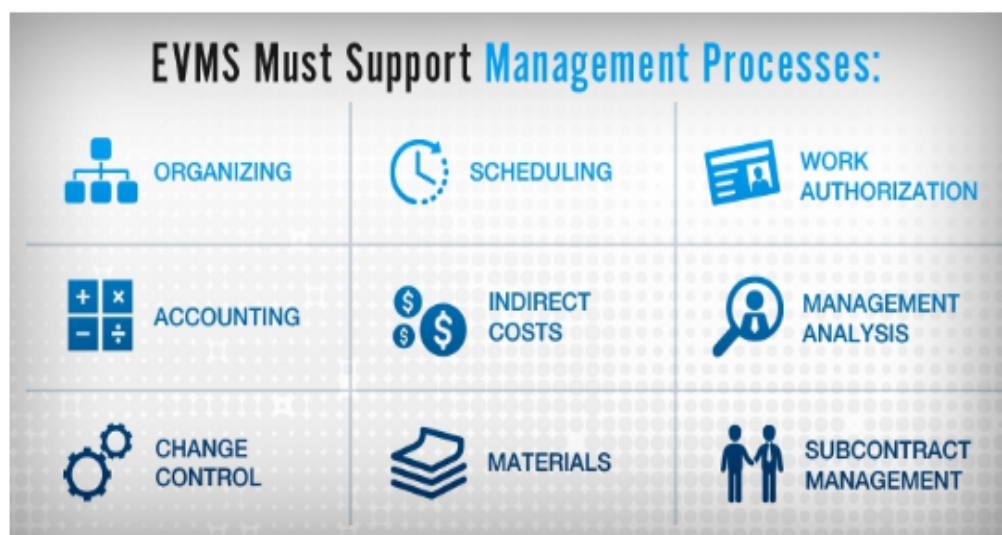 EVMS Must Support Management Processes:
ORGANIZING
SCHEDULING
WORK
AUTHORIZATION
ACCOUNTING
INDIRECT
COSTS
MANAGEMENT
ANALYSIS
CHANGE
CONTROL
MATERIALS
SUBCONTRACT
MANAGEMENT